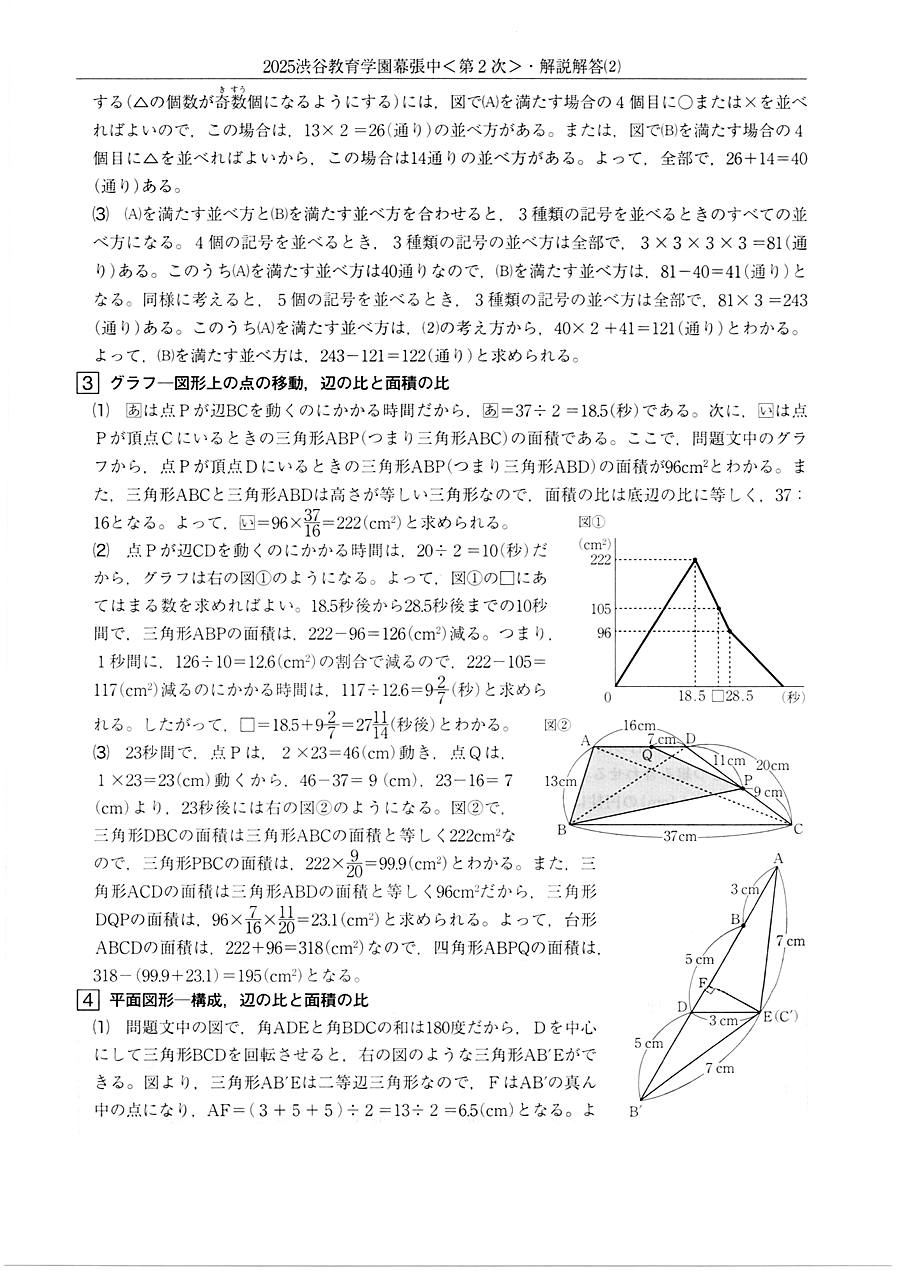 2025渋谷教育学園幕張中<第2次>・解説解答(2)
きすう
する(△の個数が奇数個になるようにする)には，図で(A)を満たす場合の4個目に○または×を並べ
ればよいので，この場合は，13×2=26(通り)の並べ方がある。または，図で(B)を満たす場合の4
個目に△を並べればよいから，この場合は14通りの並べ方がある。よって，全部で，26+14=40
(通り)ある。
(3) (A)を満たす並べ方と(B)を満たす並べ方を合わせると，3種類の記号を並べるときのすべての並
べ方になる。4個の記号を並べるとき，3種類の記号の並べ方は全部で，3×3×3×3=81(通
り)ある。このうち(A)を満たす並べ方は40通りなので，(B)を満たす並べ方は，81-40=41(通り)と
なる。同様に考えると，5個の記号を並べるとき，3種類の記号の並べ方は全部で，81×3=243
(通り)ある。このうち(A)を満たす並べ方は，(2)の考え方から，40×2+41=121(通り)とわかる。
よって，(B)を満たす並べ方は，243-121=122(通り)と求められる。
3 グラフ―図形上の点の移動，辺の比と面積の比
(1) あは点Pが辺BCを動くのにかかる時間だから，あ=37÷2=18.5(秒)である。次に，いは点
Pが頂点Cにいるときの三角形ABP(つまり三角形ABC)の面積である。ここで，問題文中のグラ
フから，点Pが頂点Dにいるときの三角形ABP(つまり三角形ABD)の面積が96cm²とわかる。ま
た，三角形ABCと三角形ABDは高さが等しい三角形なので，面積の比は底辺の比に等しく，37：
16となる。よって，い=96×37/16=222(cm²)と求められる。
(2) 点Pが辺CDを動くのにかかる時間は，20÷2=10(秒)だ
から，グラフは右の図①のようになる。よって，図①の□にあ
てはまる数を求めればよい。18.5秒後から28.5秒後までの10秒
間で，三角形ABPの面積は，222-96=126(cm²)減る。つまり，
1秒間に，126÷10=12.6(cm²)の割合で減るので，222-105=
117(cm²)減るのにかかる時間は，117÷12.6=9 2/7(秒)と求めら
れる。したがって，□=18.5+9 2/7=27 11/14(秒後)とわかる。
(3) 23秒間で，点Pは，2×23=46(cm)動き，点Qは，
1×23=23(cm)動くから，46-37=9(cm)，23-16=7
(cm)より，23秒後には右の図②のようになる。図②で，
三角形DBCの面積は三角形ABCの面積と等しく222cm²な
ので，三角形PBCの面積は，222×9/20=99.9(cm²)とわかる。また，三
角形ACDの面積は三角形ABDの面積と等しく96cm²だから，三角形
DQPの面積は，96×7/16×11/20=23.1(cm²)と求められる。よって，台形
ABCDの面積は，222+96=318(cm²)なので，四角形ABPQの面積は，
318-(99.9+23.1)=195(cm²)となる。
図①
(cm²)
222
105
96
0
18.5 □ 28.5 (秒)
図②
16cm
A
7cm
D
Q
11cm
20cm
13cm
P
9cm
B
C
37cm
4 平面図形―構成，辺の比と面積の比
(1) 問題文中の図で，角ADEと角BDCの和は180度だから，Dを中心
にして三角形BCDを回転させると，右の図のような三角形AB′Eがで
きる。図より，三角形AB′Eは二等辺三角形なので，FはAB′の真ん
中の点になり，AF=(3+5+5)÷2=13÷2=6.5(cm)となる。よ
A
3cm
B
7cm
5cm
F
D
3cm
E(C′)
5cm
7cm
B′